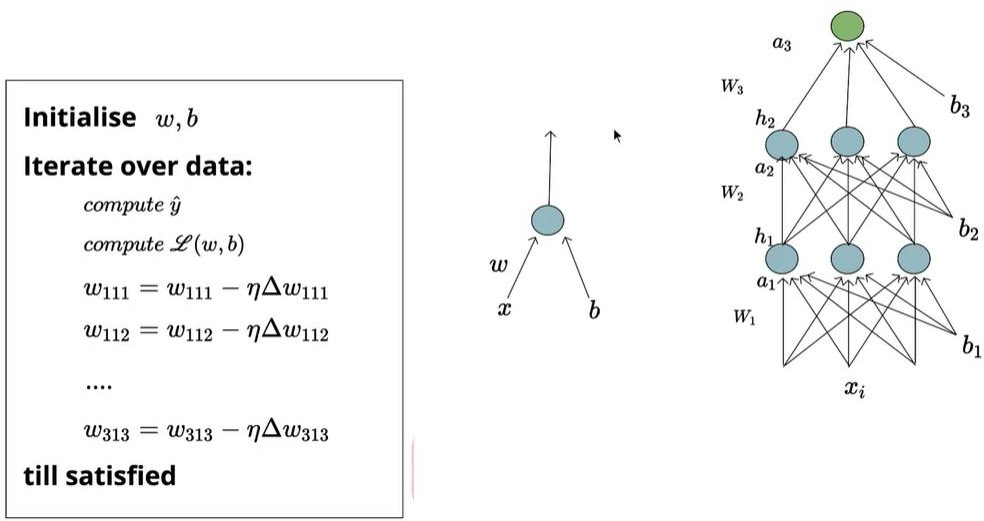 Initialise w, b
Iterate over data:
compute ŷ
compute ℒ(w, b)
w₁₁₁ = w₁₁₁ − ηΔw₁₁₁
w₁₁₂ = w₁₁₂ − ηΔw₁₁₂
....
w₃₁₃ = w₃₁₃ − ηΔw₃₁₃
till satisfied
w
x
b
a₃
W₃
b₃
h₂
a₂
W₂
b₂
h₁
a₁
W₁
b₁
xᵢ